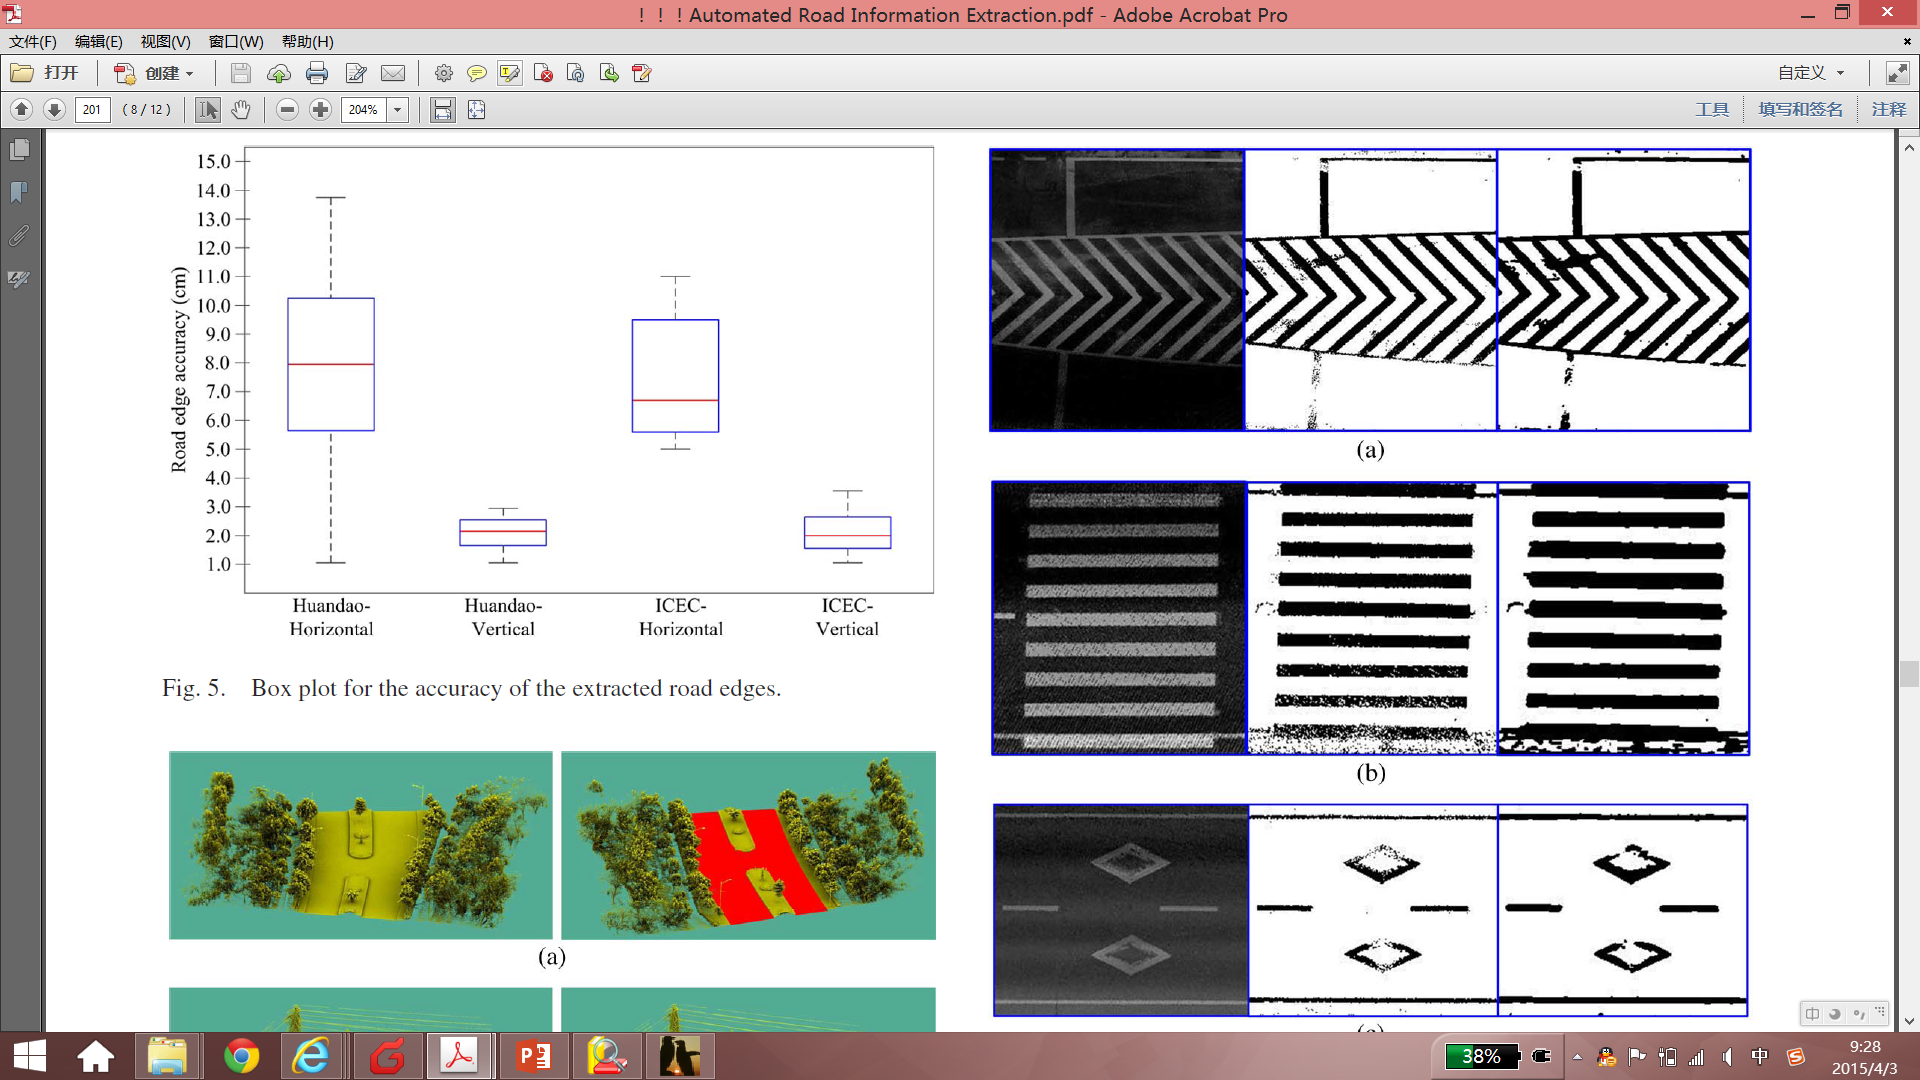 ！！！Automated Road Information Extraction.pdf - Adobe Acrobat Pro
文件(F) 编辑(E) 视图(V) 窗口(W) 帮助(H)
打开 创建 自定义
201 (8 / 12) 204% 工具 填写和签名 注释
15.0
14.0
13.0
12.0
11.0
10.0
9.0
8.0
7.0
6.0
5.0
4.0
3.0
2.0
1.0
Road edge accuracy (cm)
Huandao-
Horizontal
Huandao-
Vertical
ICEC-
Horizontal
ICEC-
Vertical
Fig. 5. Box plot for the accuracy of the extracted road edges.
(a)
(a)
(b)
中
38% 中 9:28
2015/4/3